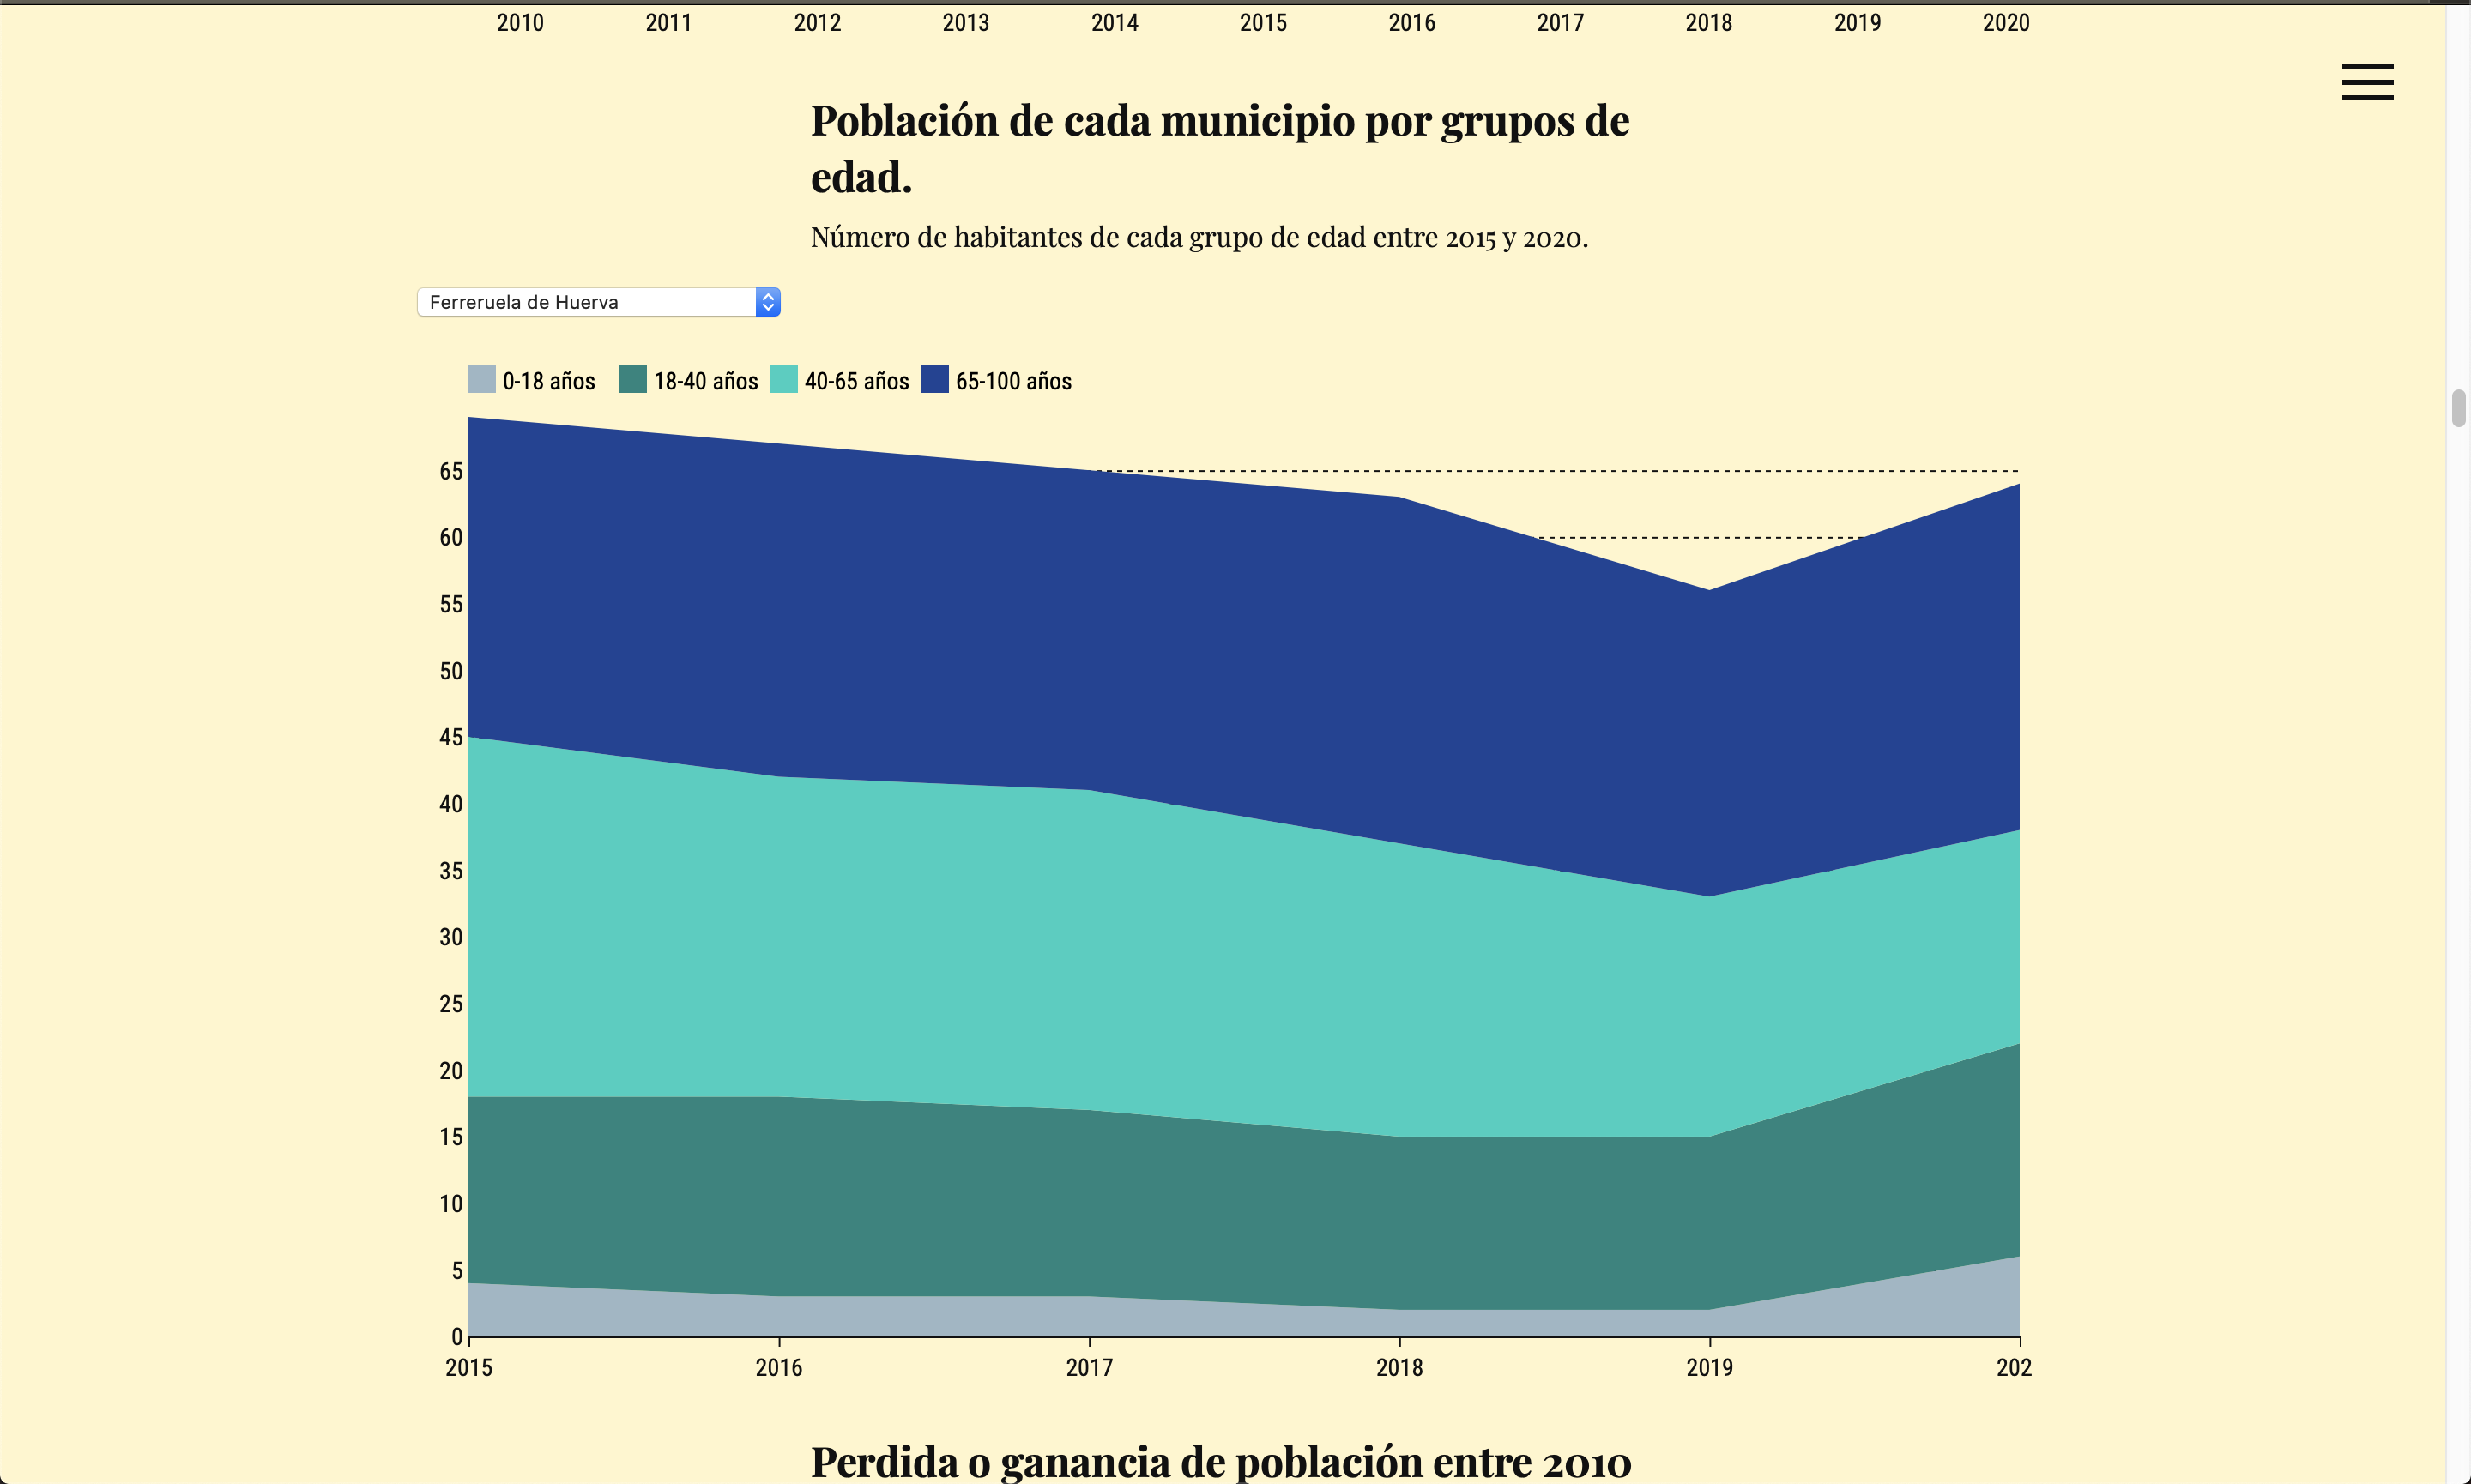 2010 2011 2012 2013 2014 2015 2016 2017 2018 2019 2020
Población de cada municipio por grupos de
edad.
Número de habitantes de cada grupo de edad entre 2015 y 2020.
Ferreruela de Huerva
0-18 años 18-40 años 40-65 años 65-100 años
65
60
55
50
45
40
35
30
25
20
15
10
5
0
2015 2016 2017 2018 2019 202
Perdida o ganancia de población entre 2010